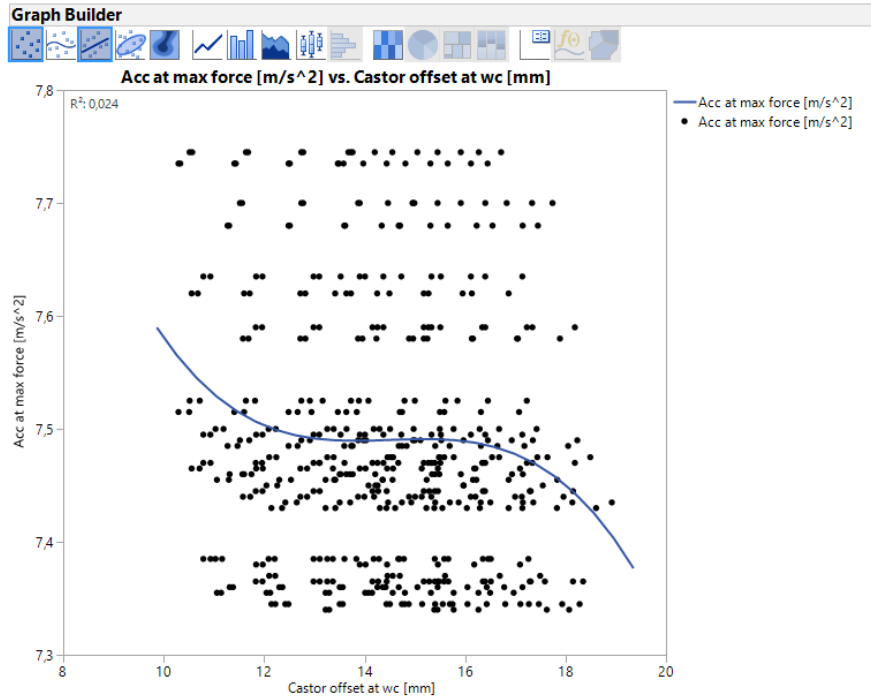 Graph Builder
Acc at max force [m/s^2] vs. Castor offset at wc [mm]
R²: 0,024
Acc at max force [m/s^2]
Acc at max force [m/s^2]
7,8
7,7
7,6
7,5
7,4
7,3
Acc at max force [m/s^2]
8 10 12 14 16 18 20
Castor offset at wc [mm]